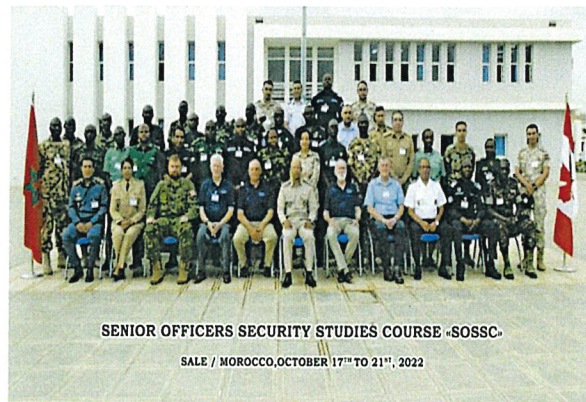 SENIOR OFFICERS SECURITY STUDIES COURSE «SOSSC»
SALE / MOROCCO,OCTOBER 17TH TO 21ST, 2022